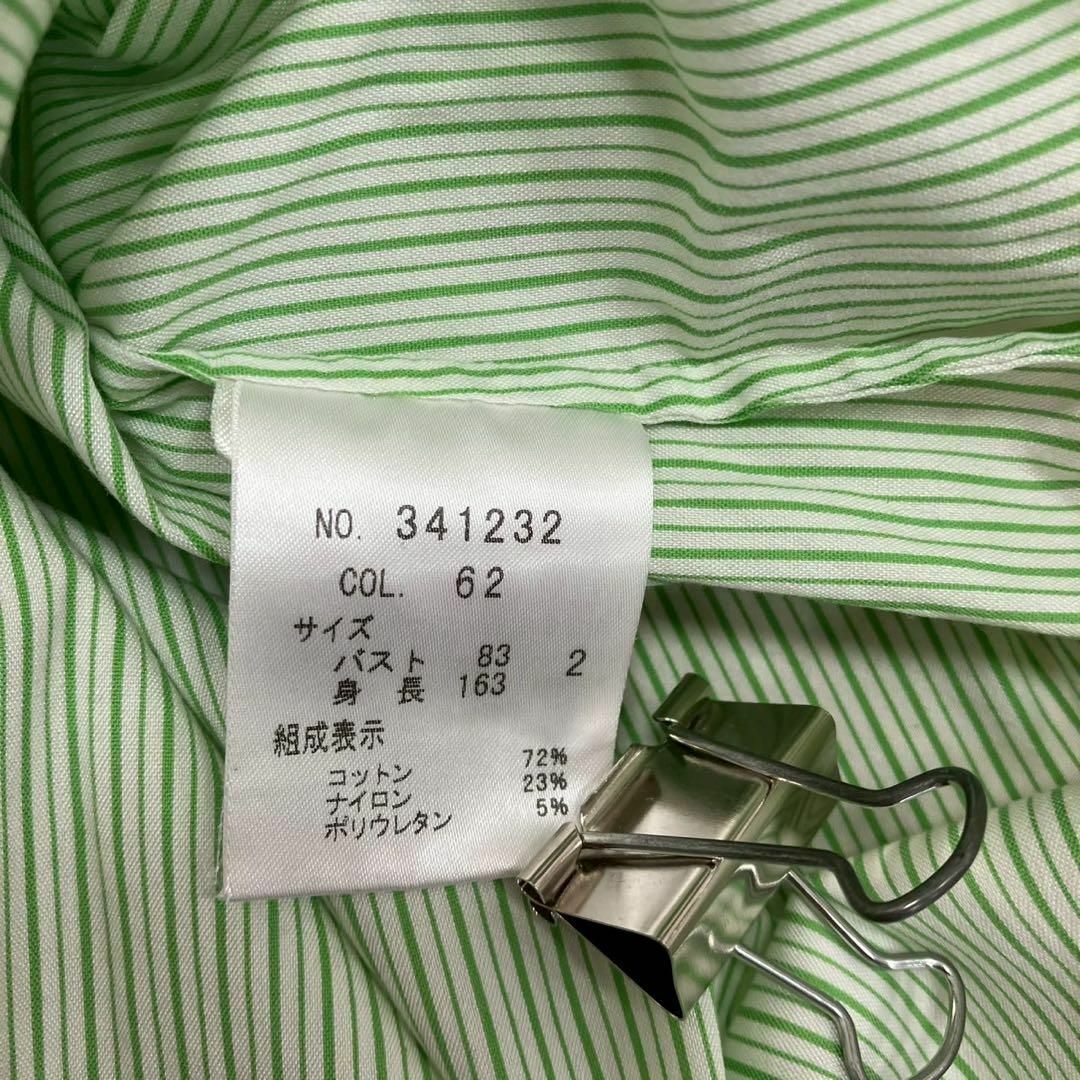 NO. 341232
COL. 62
サイズ
バスト 83 2
身 長 163
組成表示
コットン 72%
ナイロン 23%
ポリウレタン 5%